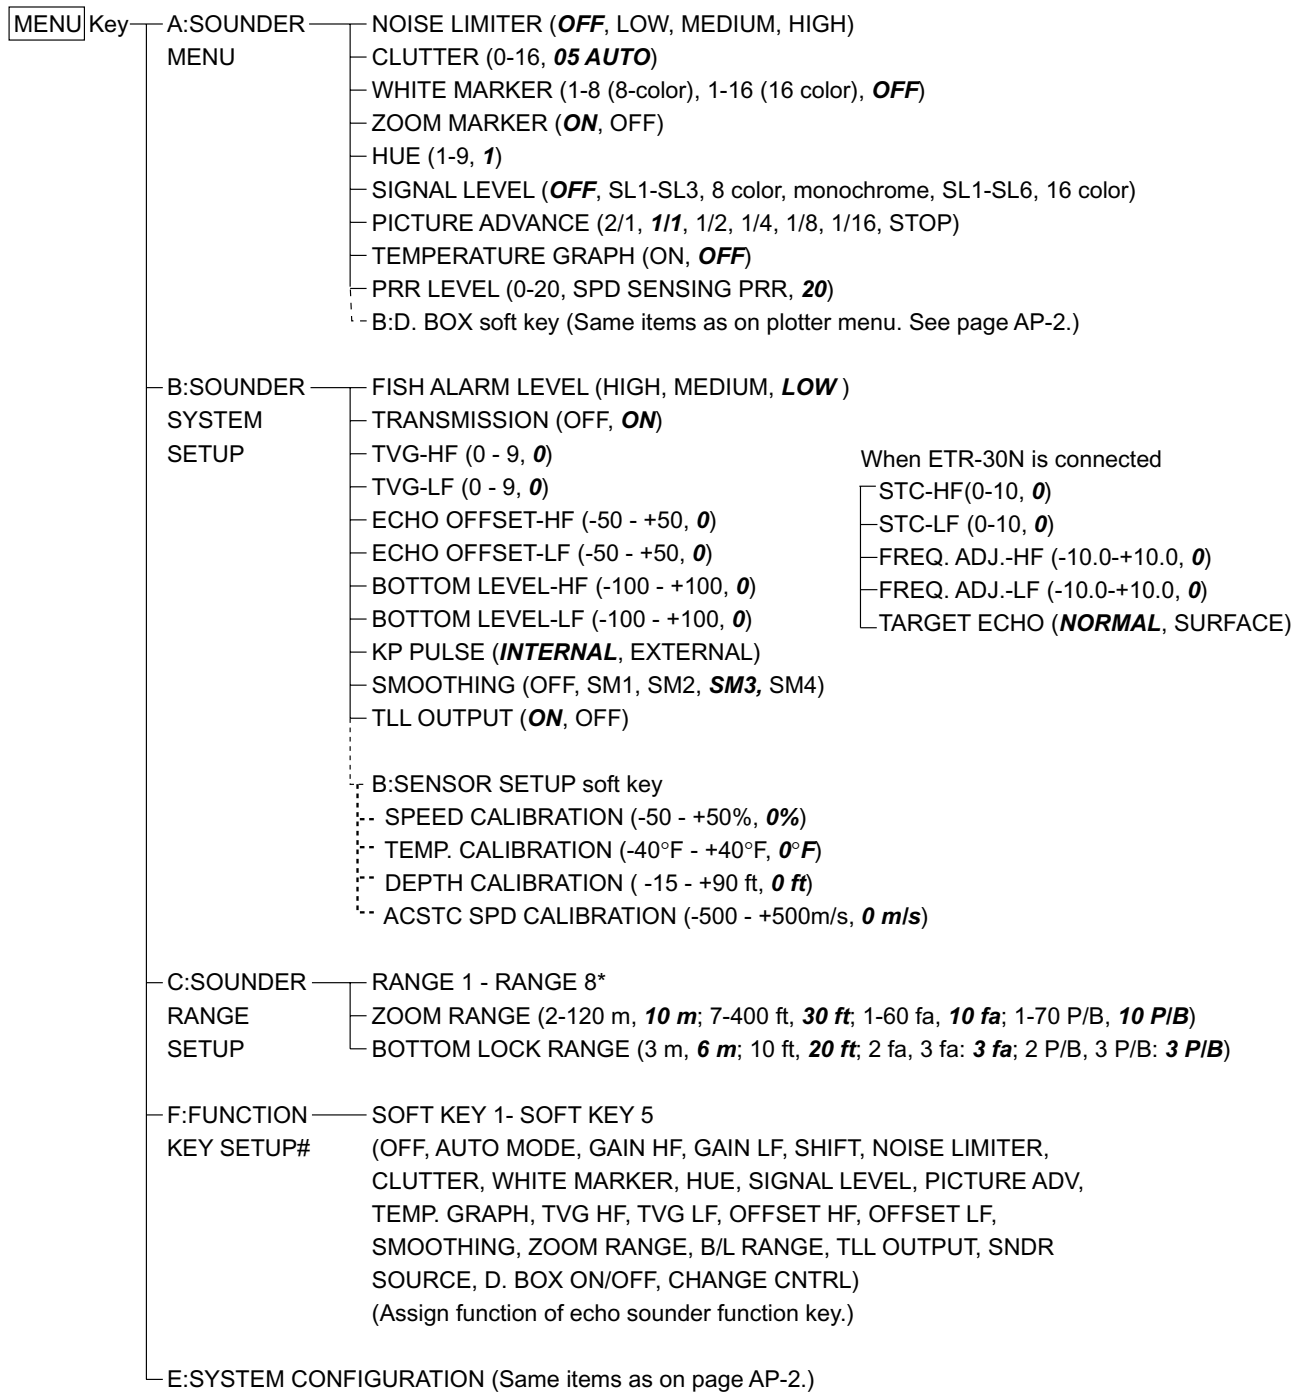 MENU Key A:SOUNDER NOISE LIMITER (OFF, LOW, MEDIUM, HIGH)
MENU CLUTTER (0-16, 05 AUTO)
WHITE MARKER (1-8 (8-color), 1-16 (16 color), OFF)
ZOOM MARKER (ON, OFF)
HUE (1-9, 1)
SIGNAL LEVEL (OFF, SL1-SL3, 8 color, monochrome, SL1-SL6, 16 color)
PICTURE ADVANCE (2/1, 1/1, 1/2, 1/4, 1/8, 1/16, STOP)
TEMPERATURE GRAPH (ON, OFF)
PRR LEVEL (0-20, SPD SENSING PRR, 20)
B:D. BOX soft key (Same items as on plotter menu. See page AP-2.)
B:SOUNDER FISH ALARM LEVEL (HIGH, MEDIUM, LOW )
SYSTEM TRANSMISSION (OFF, ON)
SETUP TVG-HF (0 - 9, 0)
TVG-LF (0 - 9, 0)
ECHO OFFSET-HF (-50 - +50, 0)
ECHO OFFSET-LF (-50 - +50, 0)
BOTTOM LEVEL-HF (-100 - +100, 0)
BOTTOM LEVEL-LF (-100 - +100, 0)
KP PULSE (INTERNAL, EXTERNAL)
SMOOTHING (OFF, SM1, SM2, SM3, SM4)
TLL OUTPUT (ON, OFF)
When ETR-30N is connected
STC-HF(0-10, 0)
STC-LF (0-10, 0)
FREQ. ADJ.-HF (-10.0-+10.0, 0)
FREQ. ADJ.-LF (-10.0-+10.0, 0)
TARGET ECHO (NORMAL, SURFACE)
B:SENSOR SETUP soft key
SPEED CALIBRATION (-50 - +50%, 0%)
TEMP. CALIBRATION (-40°F - +40°F, 0°F)
DEPTH CALIBRATION ( -15 - +90 ft, 0 ft)
ACSTC SPD CALIBRATION (-500 - +500m/s, 0 m/s)
C:SOUNDER RANGE 1 - RANGE 8*
RANGE ZOOM RANGE (2-120 m, 10 m; 7-400 ft, 30 ft; 1-60 fa, 10 fa; 1-70 P/B, 10 P/B)
SETUP BOTTOM LOCK RANGE (3 m, 6 m; 10 ft, 20 ft; 2 fa, 3 fa: 3 fa; 2 P/B, 3 P/B: 3 P/B)
F:FUNCTION SOFT KEY 1- SOFT KEY 5
KEY SETUP# (OFF, AUTO MODE, GAIN HF, GAIN LF, SHIFT, NOISE LIMITER,
CLUTTER, WHITE MARKER, HUE, SIGNAL LEVEL, PICTURE ADV,
TEMP. GRAPH, TVG HF, TVG LF, OFFSET HF, OFFSET LF,
SMOOTHING, ZOOM RANGE, B/L RANGE, TLL OUTPUT, SNDR
SOURCE, D. BOX ON/OFF, CHANGE CNTRL)
(Assign function of echo sounder function key.)
E:SYSTEM CONFIGURATION (Same items as on page AP-2.)